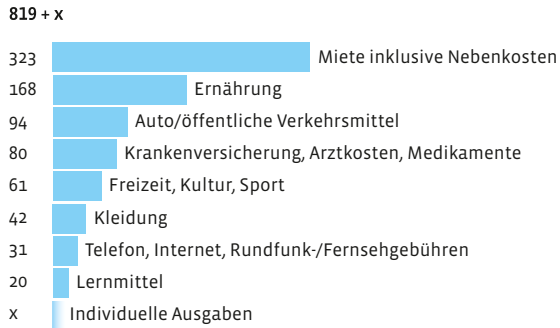 819 + x
323 Miete inklusive Nebenkosten
168 Ernährung
94 Auto/öffentliche Verkehrsmittel
80 Krankenversicherung, Arztkosten, Medikamente
61 Freizeit, Kultur, Sport
42 Kleidung
31 Telefon, Internet, Rundfunk-/Fernsehgebühren
20 Lernmittel
x Individuelle Ausgaben